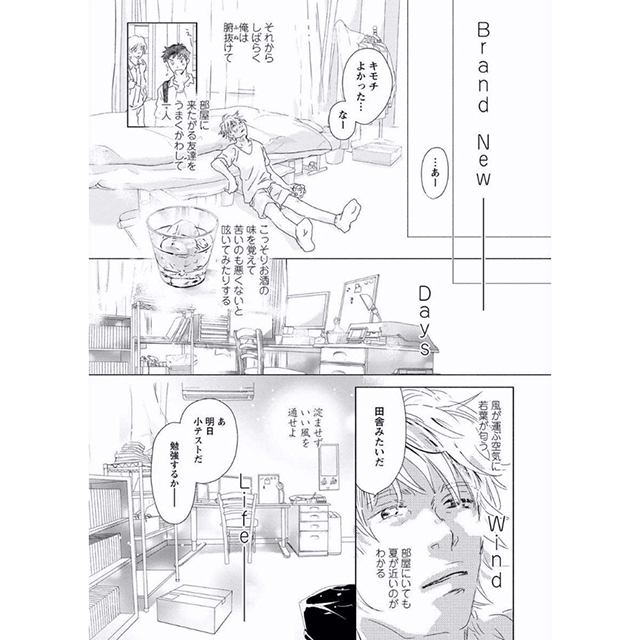 Brand New
…あー
キモチ
よかった…
なー
それから
しばらく
俺は
腑抜けて
ふぬ
部屋に
来たがる友達を
うまくかわして
一人
こっそりお酒の
味を覚えて
苦いのも悪くないと
呟いてみたりする
Days
風が運ぶ空気に
若葉が匂う、
田舎みたいだ
Wind
部屋にいても
夏が近いのが
わかる
淀ませず
いい風を
通せよ
あ
明日
小テストだ
勉強するか──
Life